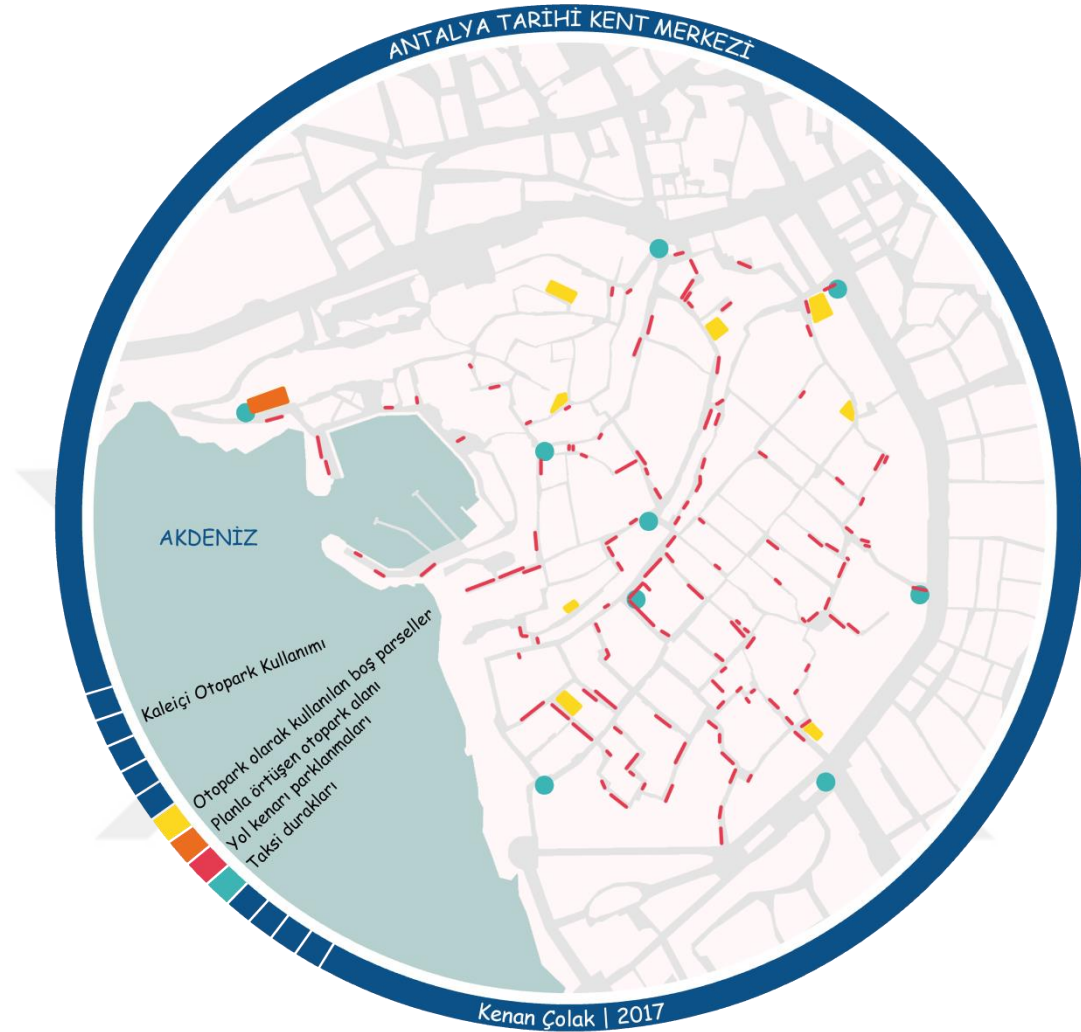 ANTALYA TARİHİ KENT MERKEZİ
AKDENİZ
Kaleiçi Otopark Kullanımı
Otopark olarak kullanılan boş parseller
Planla örtüşen otopark alanı
Yol kenarı parklanmaları
Taksi durakları
Kenan Çolak | 2017